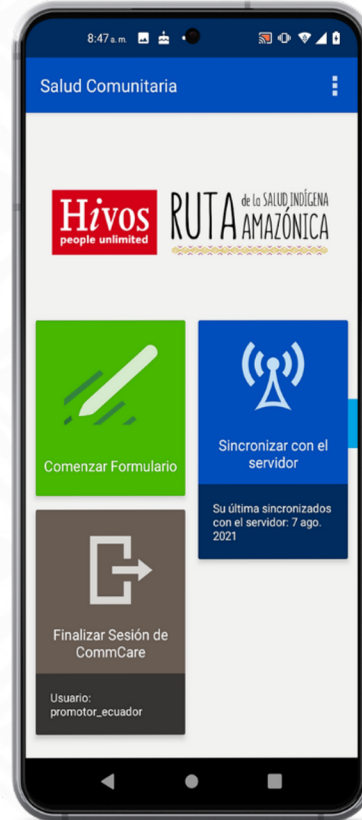 8:47 a. m.
Salud Comunitaria
Hivos
people unlimited
RUTA de la SALUD INDÍGENA
AMAZÓNICA
Comenzar Formulario
Sincronizar con el
servidor
Su última sincronizados
con el servidor: 7 ago.
2021
Finalizar Sesión de
CommCare
Usuario:
promotor_ecuador